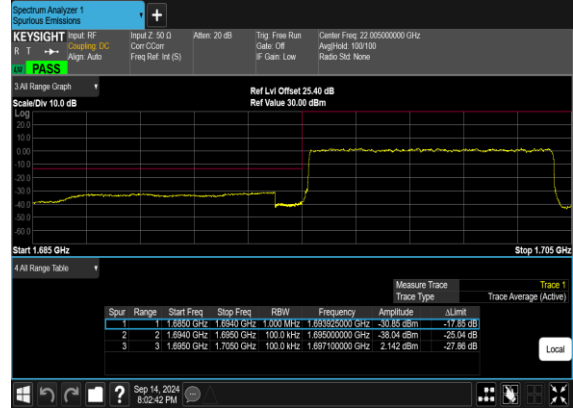 Spectrum Analyzer 1
Spurious Emissions
+
KEYSIGHT Input: RF Input Z: 50 Ω Atten: 20 dB Trig: Free Run Center Freq: 22.005000000 GHz
R T Coupling: DC Corr CCorr Gate: Off Avg|Hold: 100/100
Align: Auto Freq Ref: Int (S) IF Gain: Low Radio Std: None
PASS
3.All Range Graph
Ref Lvl Offset 25.40 dB
Scale/Div 10.0 dB Ref Value 30.00 dBm
Log
20.0
10.0
0.00
-10.0
-20.0
-30.0
-40.0
-50.0
-60.0
Start 1.685 GHz Stop 1.705 GHz
4.All Range Table
Measure Trace Trace 1
Trace Type Trace Average (Active)
Spur Range Start Freq Stop Freq RBW Frequency Amplitude ΔLimit
1 1 1.6850 GHz 1.6940 GHz 1.000 MHz 1.693925000 GHz -30.85 dBm -17.85 dB
2 2 1.6940 GHz 1.6950 GHz 100.0 kHz 1.695000000 GHz -38.04 dBm -25.04 dB
3 3 1.6950 GHz 1.7050 GHz 100.0 kHz 1.697100000 GHz 2.142 dBm -27.86 dB
Local
? Sep 14, 2024
8:02:42 PM